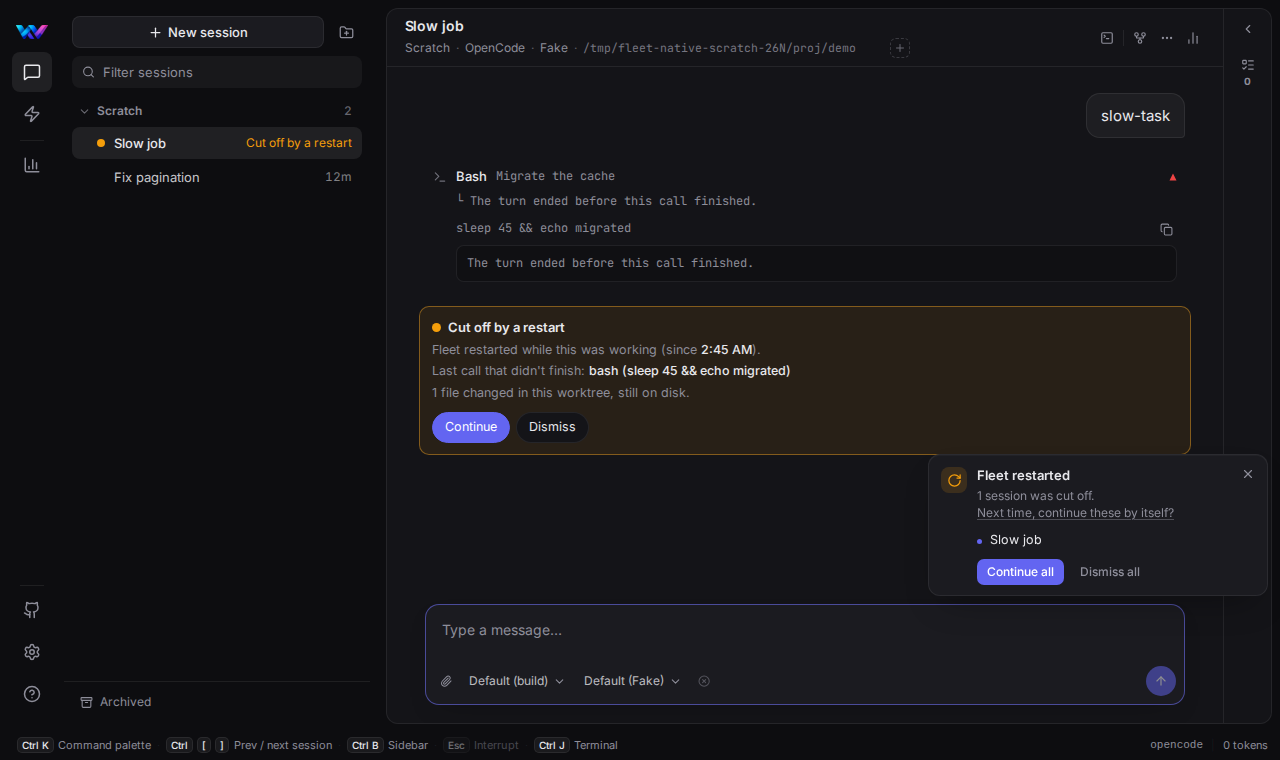 New session
Filter sessions
Scratch 2
Slow job Cut off by a restart
Fix pagination 12m
Archived
Slow job
Scratch · OpenCode · Fake · /tmp/fleet-native-scratch-26N/proj/demo
0
slow-task
Bash Migrate the cache
└ The turn ended before this call finished.
sleep 45 && echo migrated
The turn ended before this call finished.
Cut off by a restart
Fleet restarted while this was working (since 2:45 AM).
Last call that didn't finish: bash (sleep 45 && echo migrated)
1 file changed in this worktree, still on disk.
Continue Dismiss
Fleet restarted
1 session was cut off.
Next time, continue these by itself?
Slow job
Continue all Dismiss all
Type a message...
Default (build) Default (Fake)
Ctrl K Command palette Ctrl [ ] Prev / next session Ctrl B Sidebar Esc Interrupt Ctrl J Terminal opencode 0 tokens